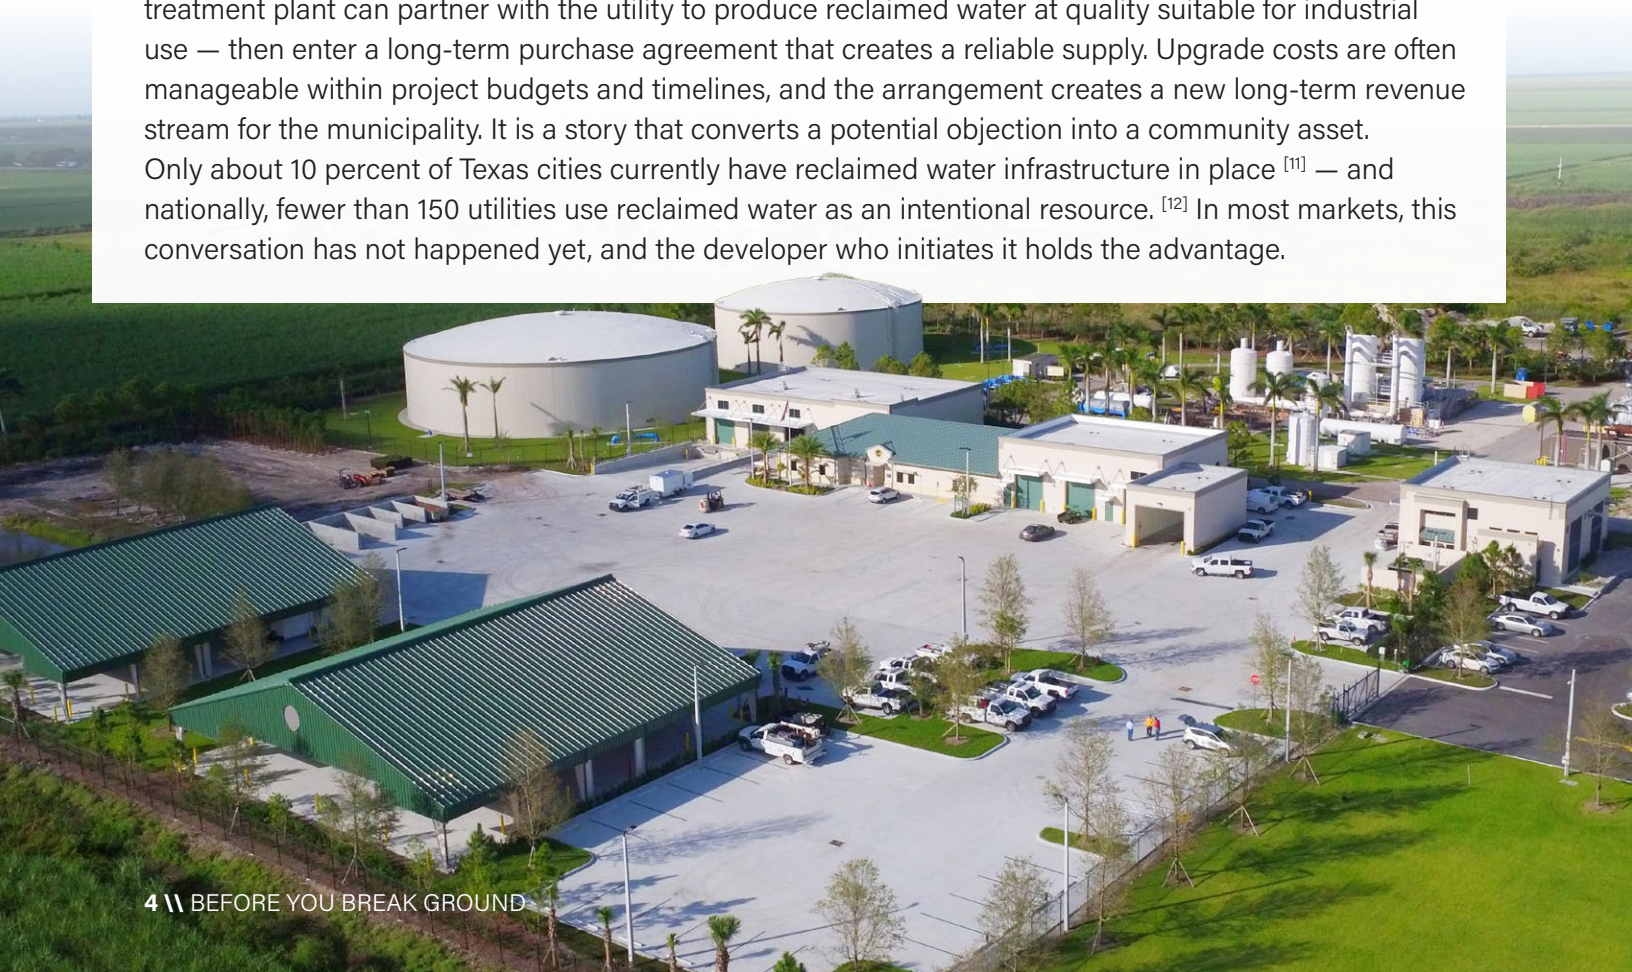 treatment plant can partner with the utility to produce reclaimed water at quality suitable for industrial
use — then enter a long-term purchase agreement that creates a reliable supply. Upgrade costs are often
manageable within project budgets and timelines, and the arrangement creates a new long-term revenue
stream for the municipality. It is a story that converts a potential objection into a community asset.
Only about 10 percent of Texas cities currently have reclaimed water infrastructure in place [11] — and
nationally, fewer than 150 utilities use reclaimed water as an intentional resource. [12] In most markets, this
conversation has not happened yet, and the developer who initiates it holds the advantage.
4 \\ BEFORE YOU BREAK GROUND